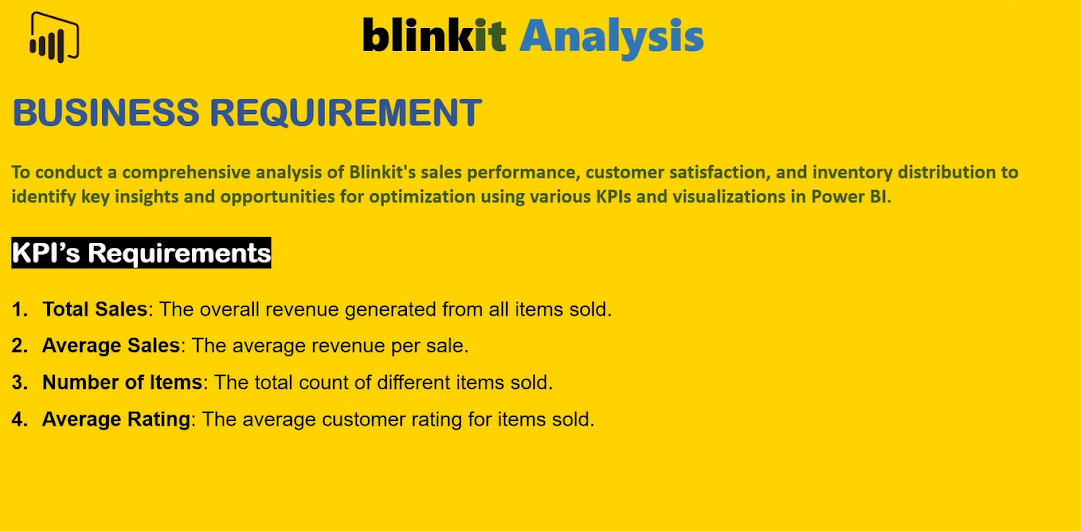 blinkit Analysis
BUSINESS REQUIREMENT
To conduct a comprehensive analysis of Blinkit's sales performance, customer satisfaction, and inventory distribution to
identify key insights and opportunities for optimization using various KPIs and visualizations in Power BI.
KPI’s Requirements
1. Total Sales: The overall revenue generated from all items sold.
2. Average Sales: The average revenue per sale.
3. Number of Items: The total count of different items sold.
4. Average Rating: The average customer rating for items sold.